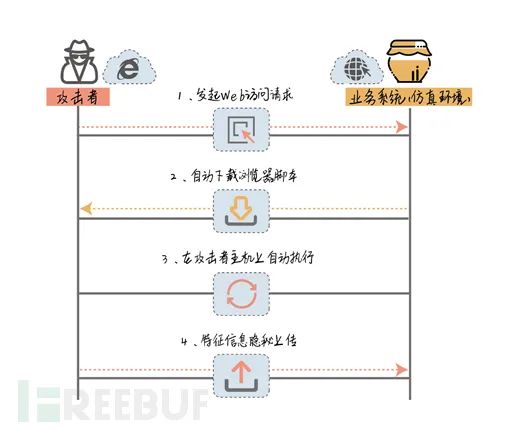 攻击者
业务系统(仿真环境)
1、发起Web访问请求
2、自动下载浏览器脚本
3、在攻击者主机上自动执行
4、特征信息隐秘上传
FREEBUF